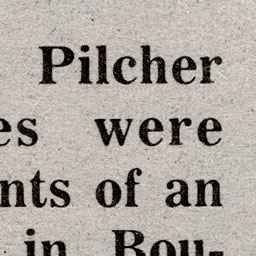 Pilcher
es were
nts of an
in Bou-